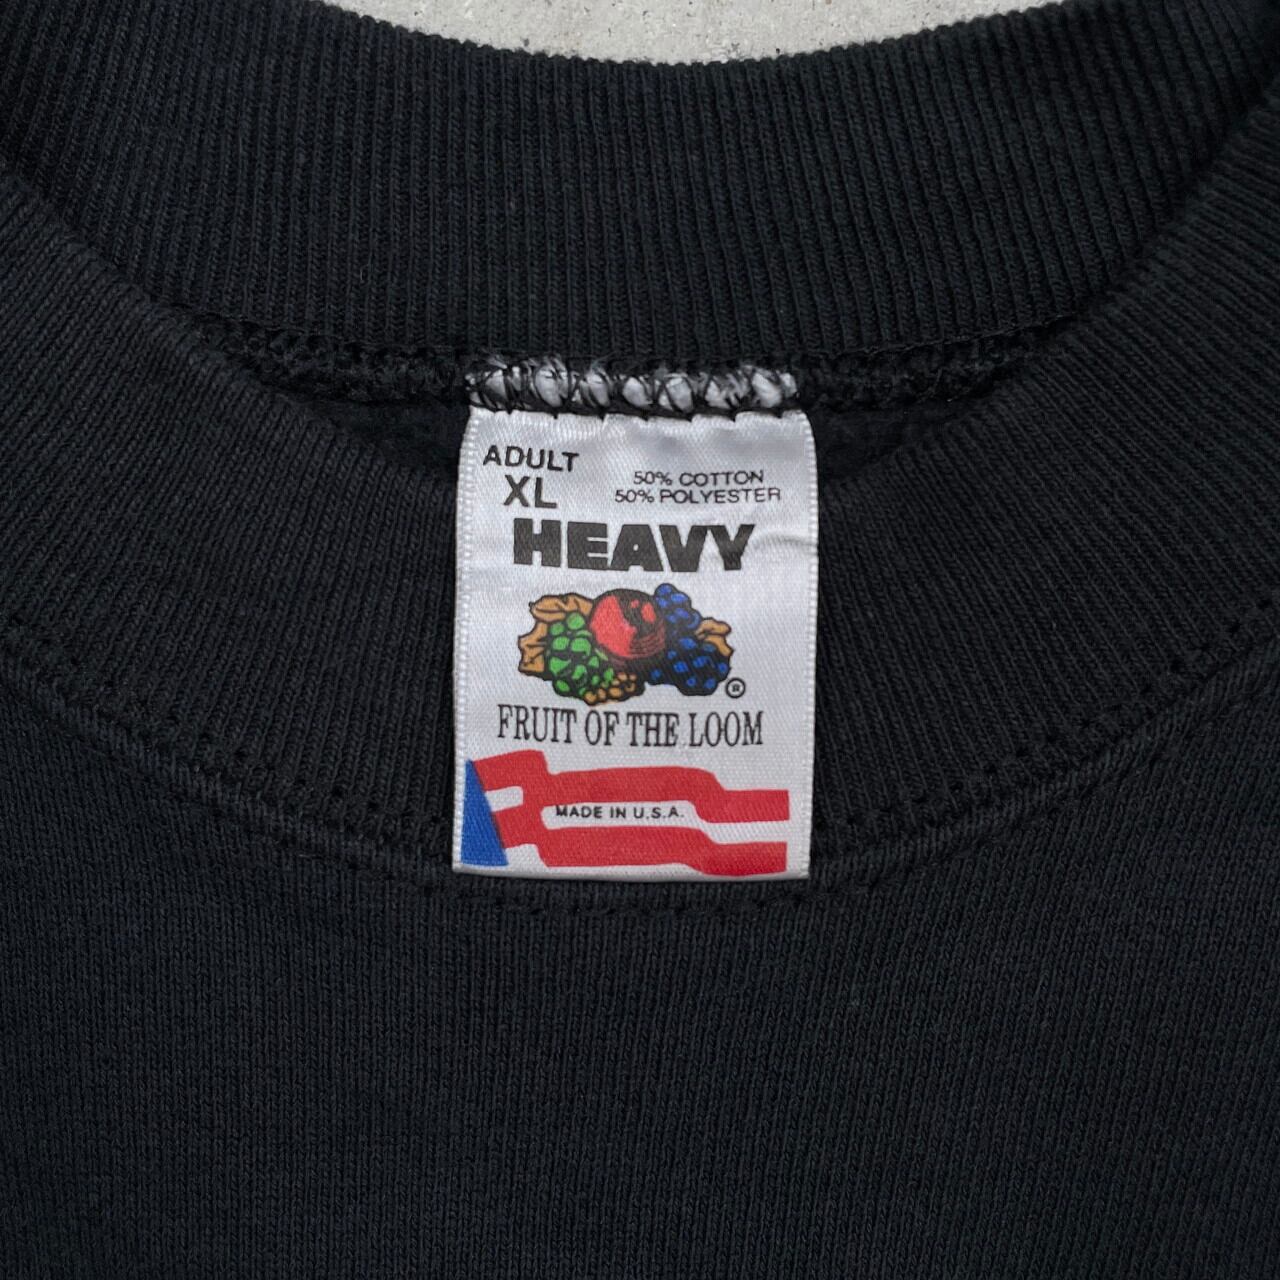 ADULT
XL
50% COTTON
50% POLYESTER
HEAVY
®
FRUIT OF THE LOOM
MADE IN U.S.A.